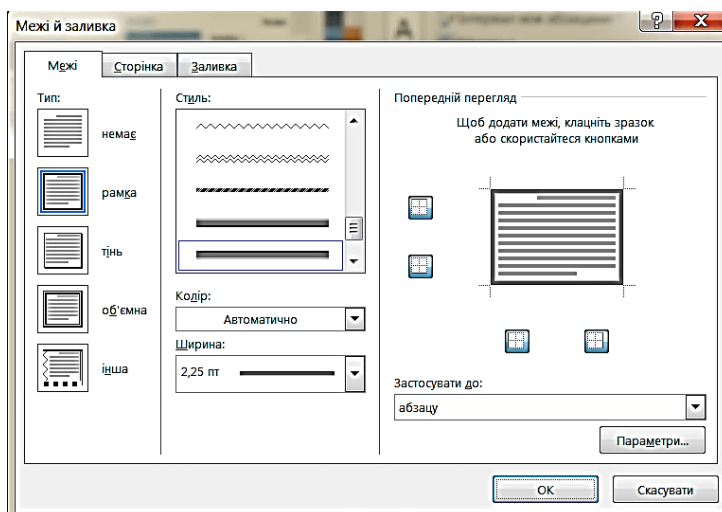 Межі й заливка
Межі
Сторінка
Заливка
Тип:
немає
рамка
тінь
об'ємна
інша
Стиль:
Колір:
Автоматично
Ширина:
2,25 пт
Попередній перегляд
Щоб додати межі, клацніть зразок
або скористайтеся кнопками
Застосувати до:
абзацу
Параметри...
ОК
Скасувати